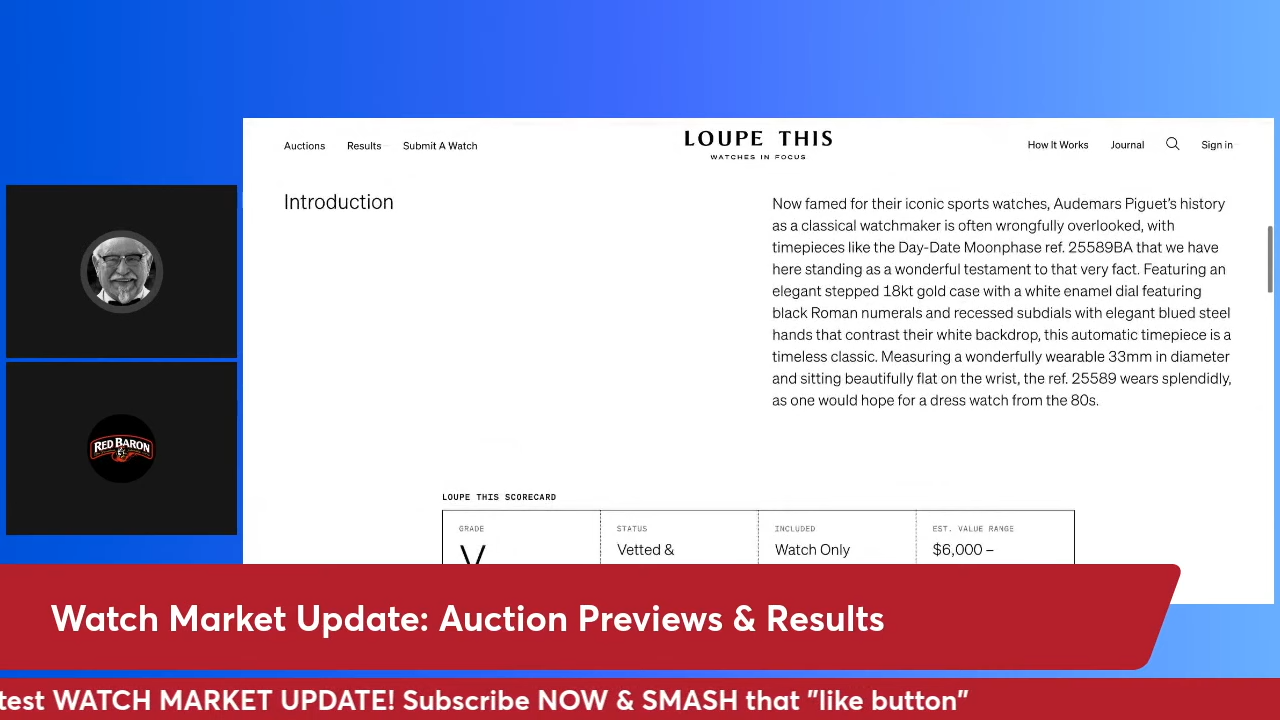 Auctions Results Submit A Watch
LOUPE THIS
WATCHES IN FOCUS
How It Works Journal Sign in
Introduction
Now famed for their iconic sports watches, Audemars Piguet's history
as a classical watchmaker is often wrongfully overlooked, with
timepieces like the Day-Date Moonphase ref. 25589BA that we have
here standing as a wonderful testament to that very fact. Featuring an
elegant stepped 18kt gold case with a white enamel dial featuring
black Roman numerals and recessed subdials with elegant blued steel
hands that contrast their white backdrop, this automatic timepiece is a
timeless classic. Measuring a wonderfully wearable 33mm in diameter
and sitting beautifully flat on the wrist, the ref. 25589 wears splendidly,
as one would hope for a dress watch from the 80s.
RED BARON
LOUPE THIS SCORECARD
GRADE STATUS INCLUDED EST. VALUE RANGE
V Vetted & Watch Only $6,000 –
Watch Market Update: Auction Previews & Results
test WATCH MARKET UPDATE! Subscribe NOW & SMASH that "like button"